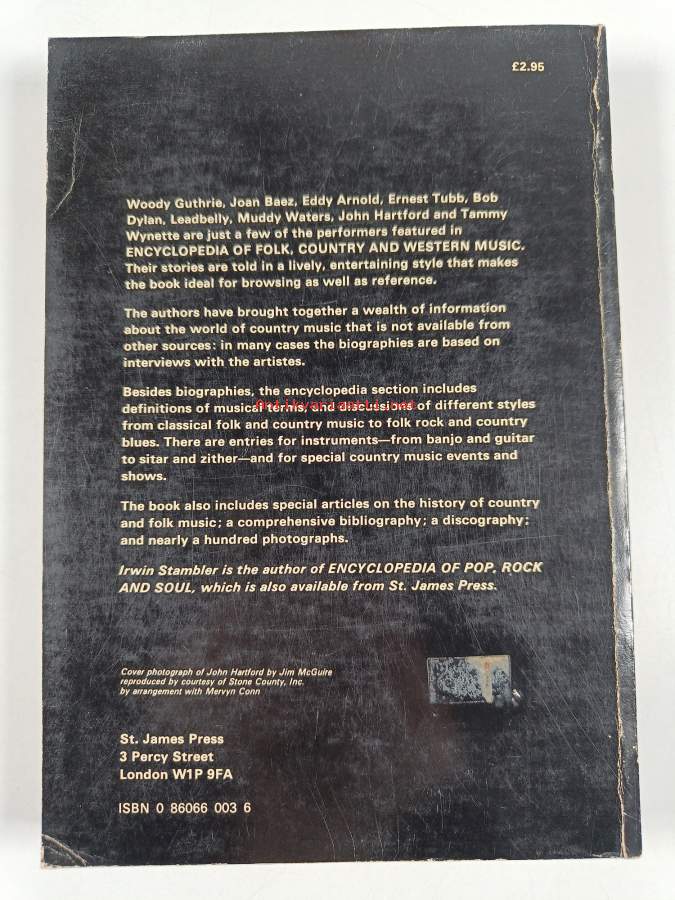 £2.95
Woody Guthrie, Joan Baez, Eddy Arnold, Ernest Tubb, Bob
Dylan, Leadbelly, Muddy Waters, John Hartford and Tammy
Wynette are just a few of the performers featured in
ENCYCLOPEDIA OF FOLK, COUNTRY AND WESTERN MUSIC.
Their stories are told in a lively, entertaining style that makes
the book ideal for browsing as well as reference.
The authors have brought together a wealth of information
about the world of country music that is not available from
other sources: in many cases the biographies are based on
interviews with the artistes.
Besides biographies, the encyclopedia section includes
definitions of musical terms, and discussions of different styles
from classical folk and country music to folk rock and country
blues. There are entries for instruments—from banjo and guitar
to sitar and zither—and for special country music events and
shows.
The book also includes special articles on the history of country
and folk music; a comprehensive bibliography; a discography;
and nearly a hundred photographs.
Irwin Stambler is the author of ENCYCLOPEDIA OF POP, ROCK
AND SOUL, which is also available from St. James Press.
Cover photograph of John Hartford by Jim McGuire
reproduced by courtesy of Stone County, Inc.
by arrangement with Mervyn Conn
St. James Press
3 Percy Street
London W1P 9FA
ISBN 0 86066 003 6